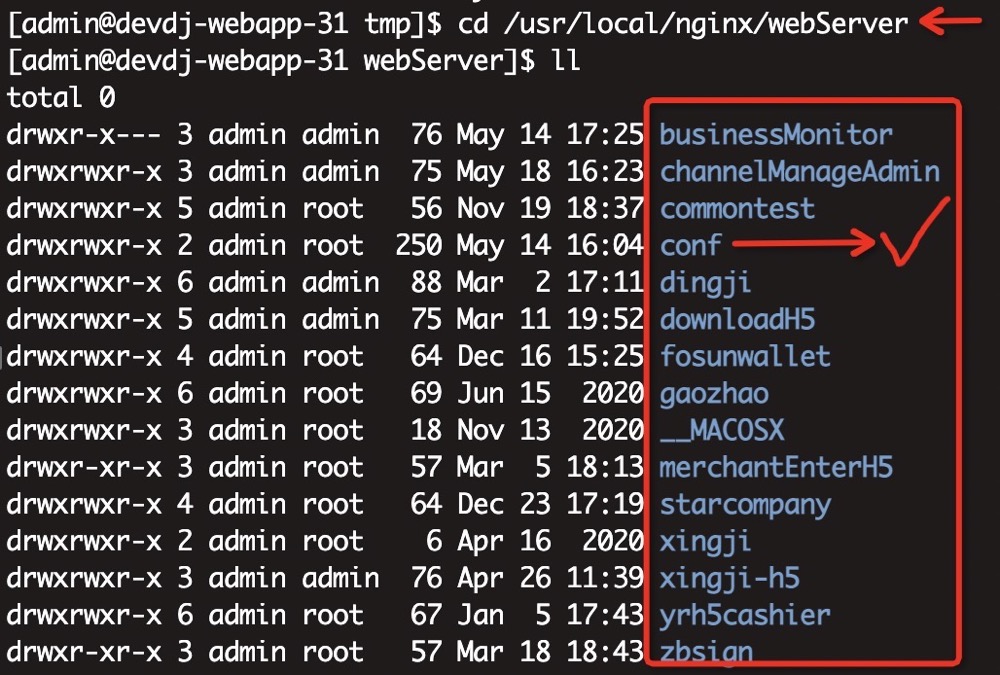 [admin@devdj-webapp-31 tmp]$ cd /usr/local/nginx/webServer
[admin@devdj-webapp-31 webServer]$ ll
total 0
drwxr-x--- 3 admin admin  76 May 14 17:25 businessMonitor
drwxrwxr-x 3 admin admin  75 May 18 16:23 channelManageAdmin
drwxrwxr-x 5 admin root   56 Nov 19 18:37 commontest
drwxrwxr-x 2 admin root  250 May 14 16:04 conf
drwxrwxr-x 6 admin admin  88 Mar  2 17:11 dingji
drwxrwxr-x 5 admin admin  75 Mar 11 19:52 downloadH5
drwxrwxr-x 4 admin root   64 Dec 16 15:25 fosunwallet
drwxrwxr-x 6 admin root   69 Jun 15  2020 gaozhao
drwxrwxr-x 3 admin root   18 Nov 13  2020 __MACOSX
drwxr-xr-x 3 admin root   57 Mar  5 18:13 merchantEnterH5
drwxrwxr-x 4 admin root   64 Dec 23 17:19 starcompany
drwxrwxr-x 2 admin root    6 Apr 16  2020 xingji
drwxrwxr-x 3 admin admin  76 Apr 26 11:39 xingji-h5
drwxrwxr-x 6 admin root   67 Jan  5 17:43 yrh5cashier
drwxr-xr-x 3 admin root   57 Mar 18 18:43 zbsign